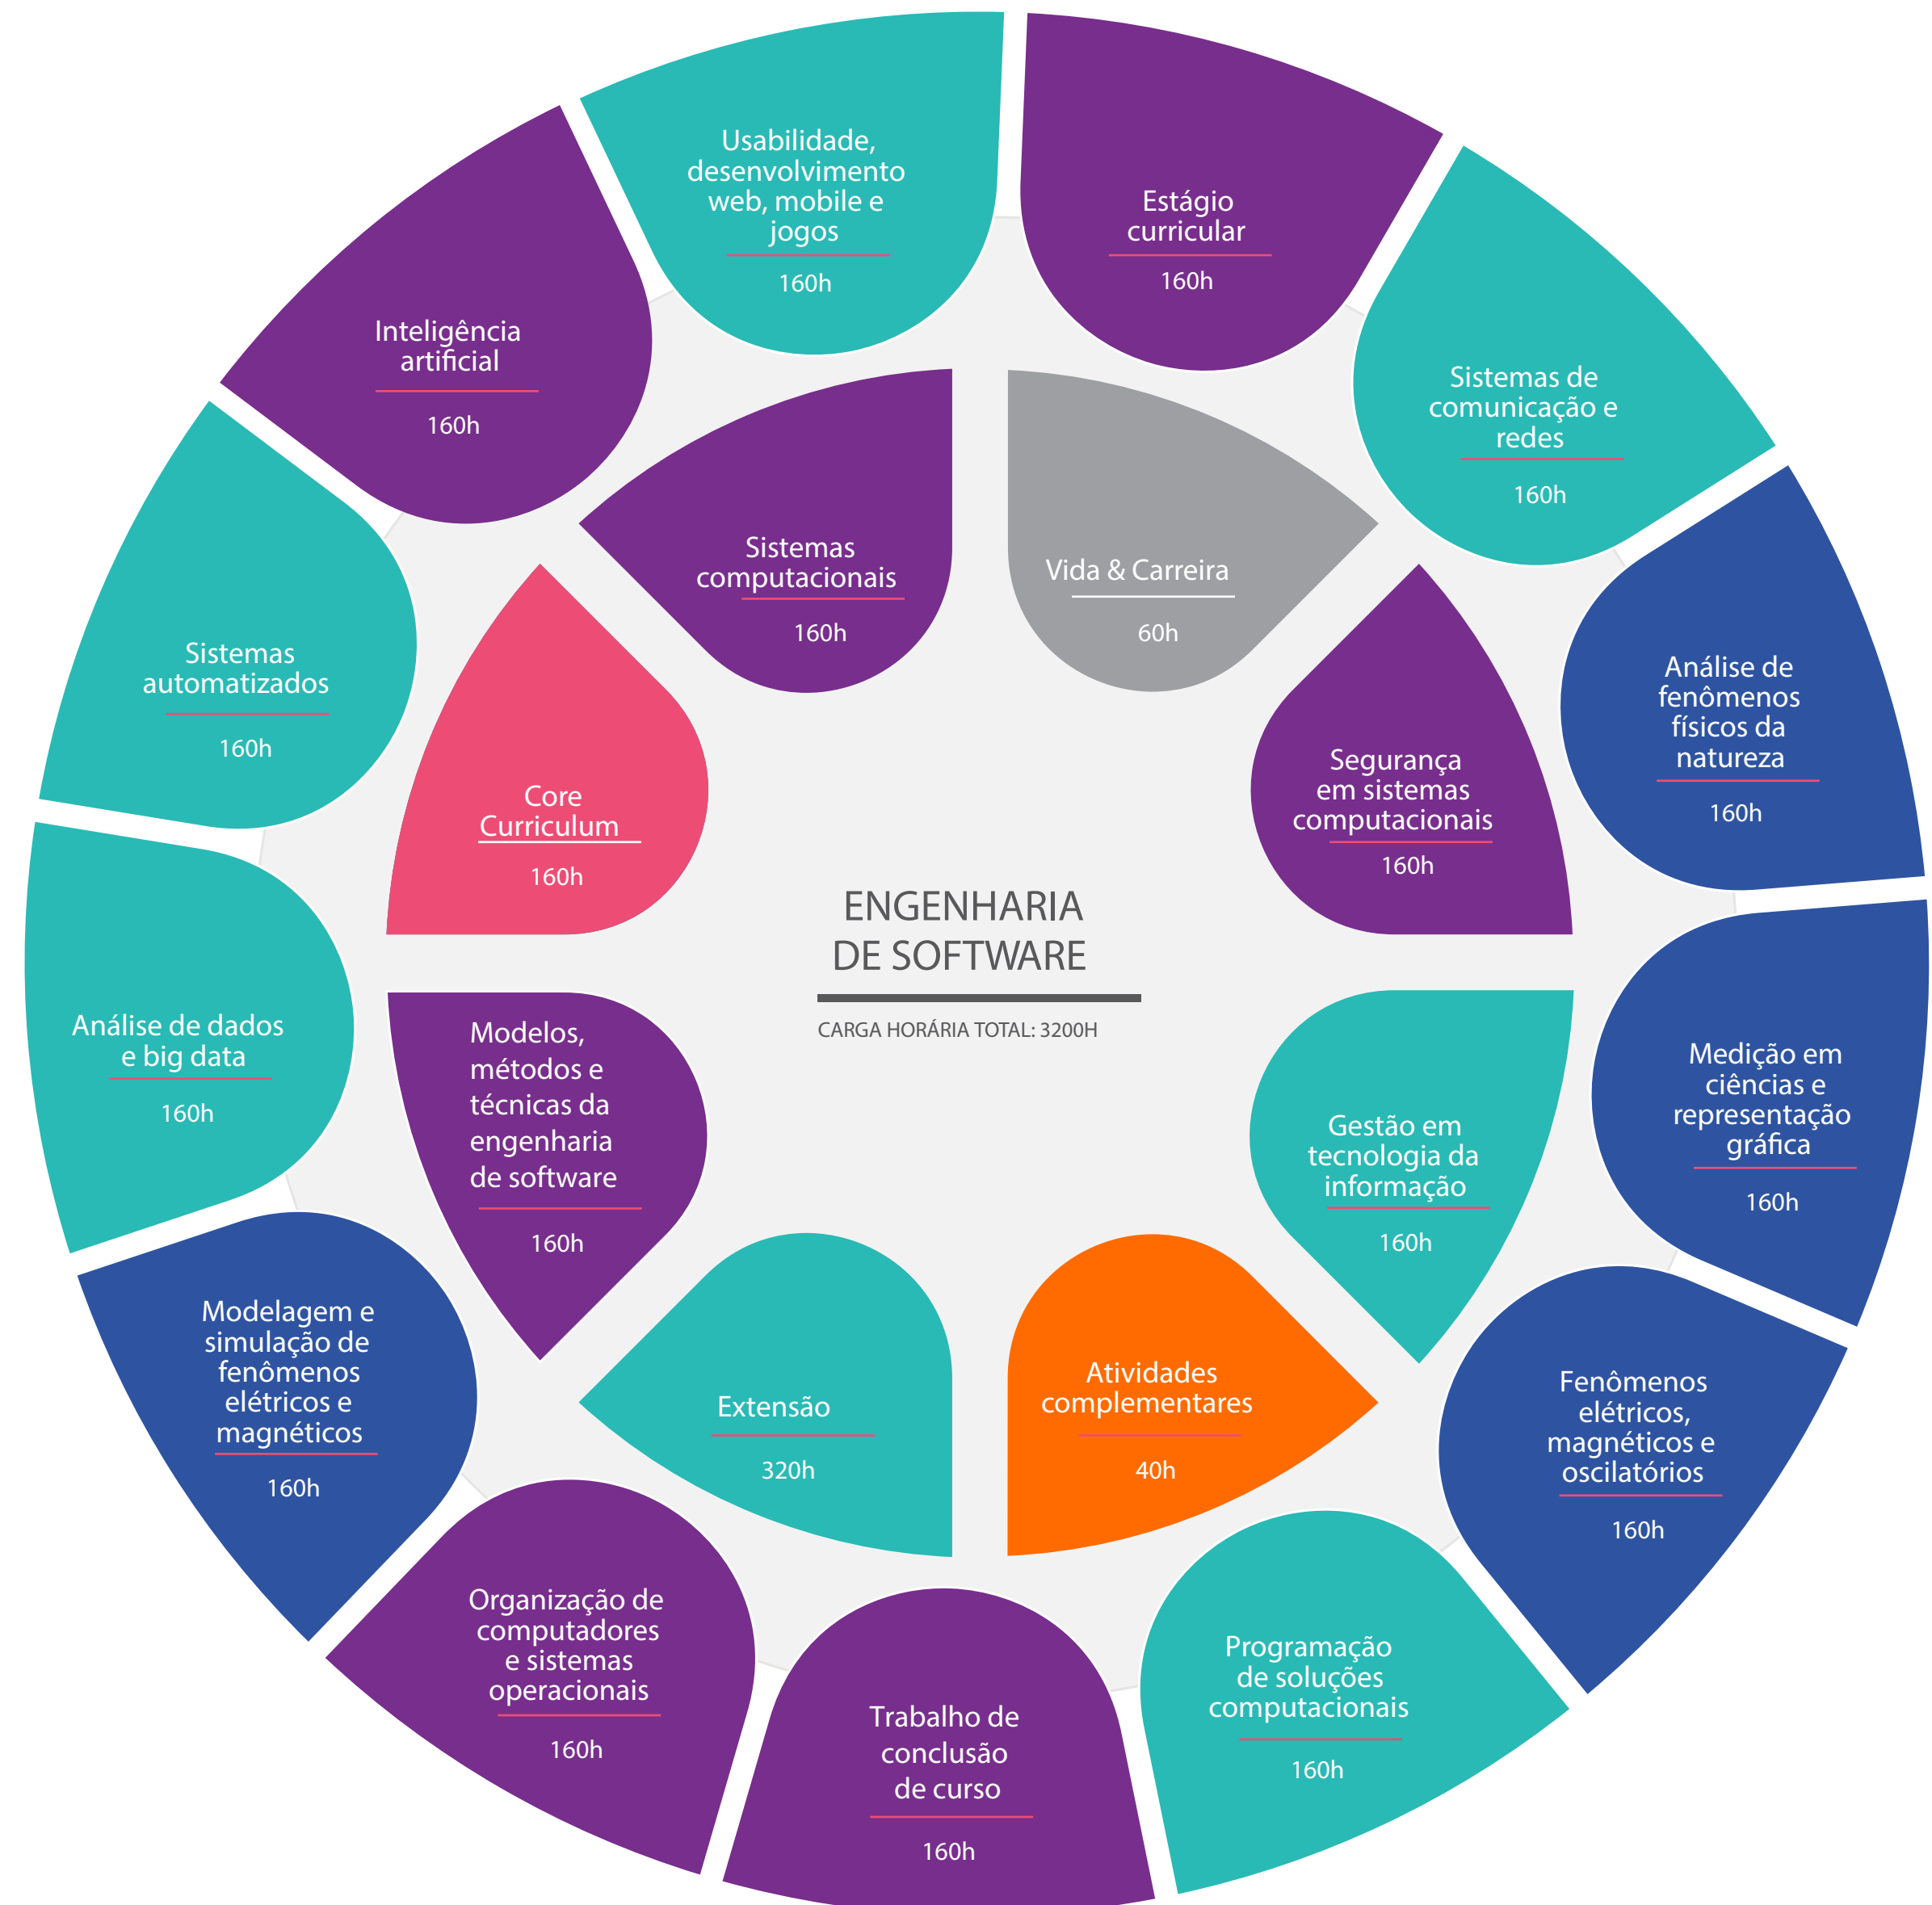 Usabilidade,
desenvolvimento
web, mobile e
jogos
160h
Estágio
curricular
160h
Sistemas de
comunicação e
redes
160h
Análise de
fenômenos
físicos da
natureza
160h
Medição em
ciências e
representação
gráfica
160h
Fenômenos
elétricos,
magnéticos e
oscilatórios
160h
Programação
de soluções
computacionais
160h
Trabalho de
conclusão
de curso
160h
Organização de
computadores
e sistemas
operacionais
160h
Modelagem e
simulação de
fenômenos
elétricos e
magnéticos
160h
Análise de dados
e big data
160h
Sistemas
automatizados
160h
Inteligência
artificial
160h
Sistemas
computacionais
160h
Vida & Carreira
60h
Segurança
em sistemas
computacionais
160h
Gestão em
tecnologia da
informação
160h
Atividades
complementares
40h
Extensão
320h
Modelos,
métodos e
técnicas da
engenharia
de software
160h
Core
Curriculum
160h
ENGENHARIA
DE SOFTWARE
CARGA HORÁRIA TOTAL: 3200H